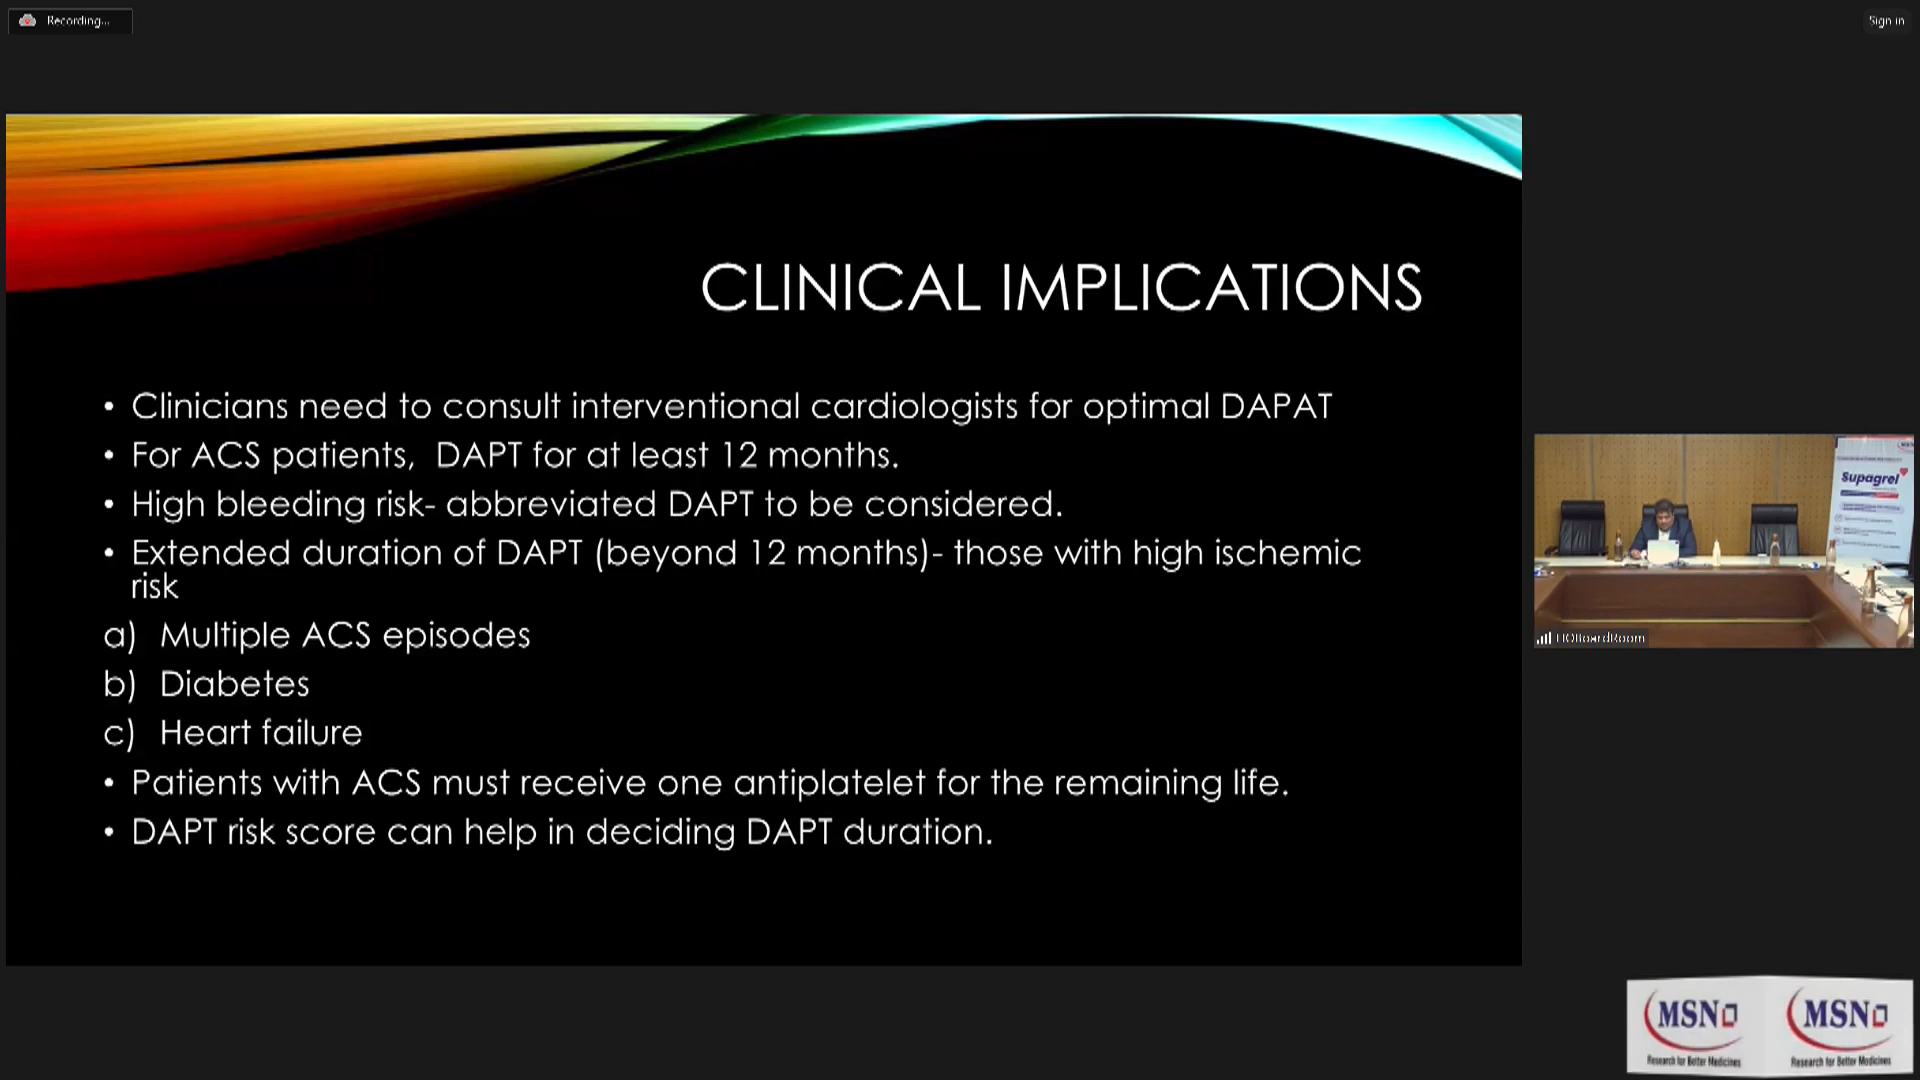 Recording...
Sign in
CLINICAL IMPLICATIONS
• Clinicians need to consult interventional cardiologists for optimal DAPAT
• For ACS patients, DAPT for at least 12 months.
• High bleeding risk- abbreviated DAPT to be considered.
• Extended duration of DAPT (beyond 12 months)- those with high ischemic
risk
a) Multiple ACS episodes
b) Diabetes
c) Heart failure
• Patients with ACS must receive one antiplatelet for the remaining life.
• DAPT risk score can help in deciding DAPT duration.
Supagrel
HOBoardRoom
MSN
Research for Better Medicines
MSN
Research for Better Medicines